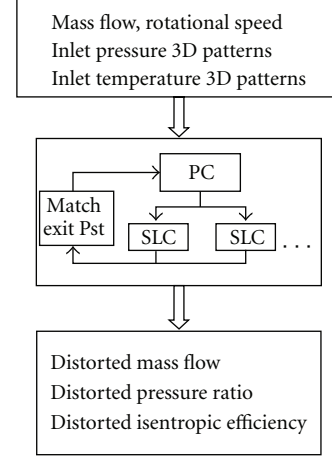 Mass flow, rotational speed
Inlet pressure 3D patterns
Inlet temperature 3D patterns
PC
Match
exit Pst
SLC
SLC
. . .
Distorted mass flow
Distorted pressure ratio
Distorted isentropic efficiency